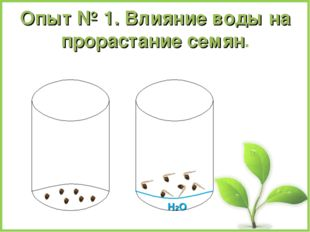 Опыт № 1. Влияние воды на
прорастание семян.
H₂O